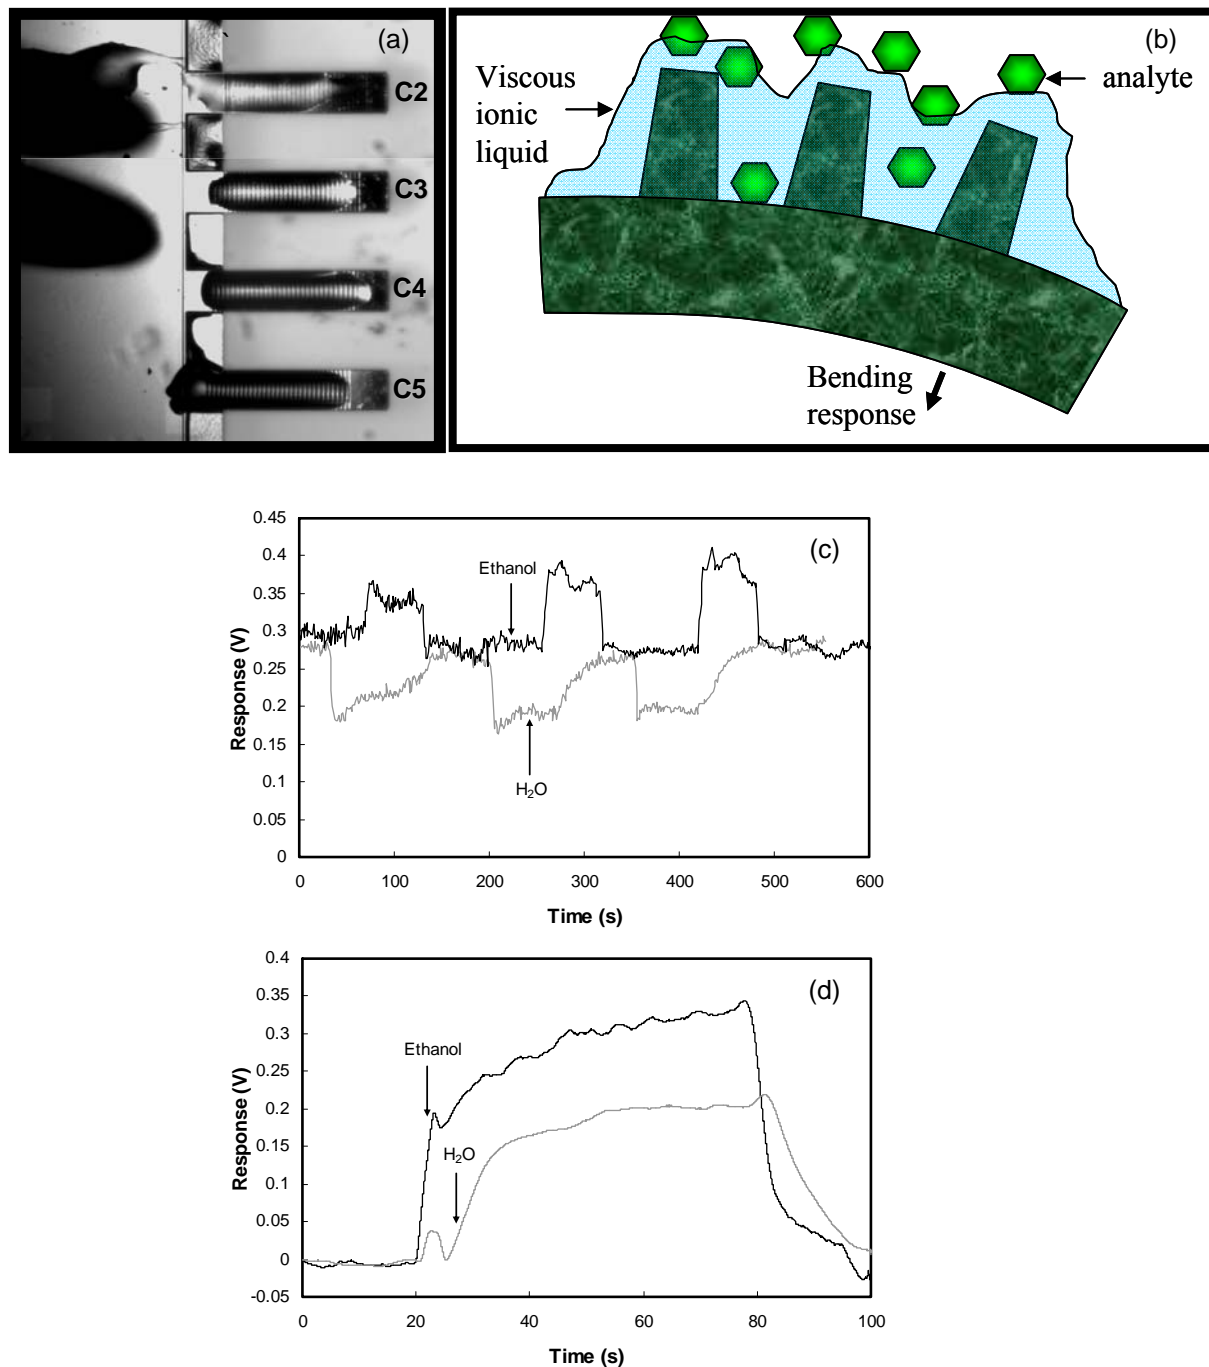 (a)
C2
C3
C4
C5
(b)
Viscous
ionic
liquid
analyte
Bending
response
(c)
0.45
0.4
0.35
0.3
0.25
0.2
0.15
0.1
0.05
0
Response (V)
Ethanol
H₂O
0 100 200 300 400 500 600
Time (s)
(d)
0.4
0.35
0.3
0.25
0.2
0.15
0.1
0.05
0
-0.05
Response (V)
Ethanol
H₂O
0 20 40 60 80 100
Time (s)